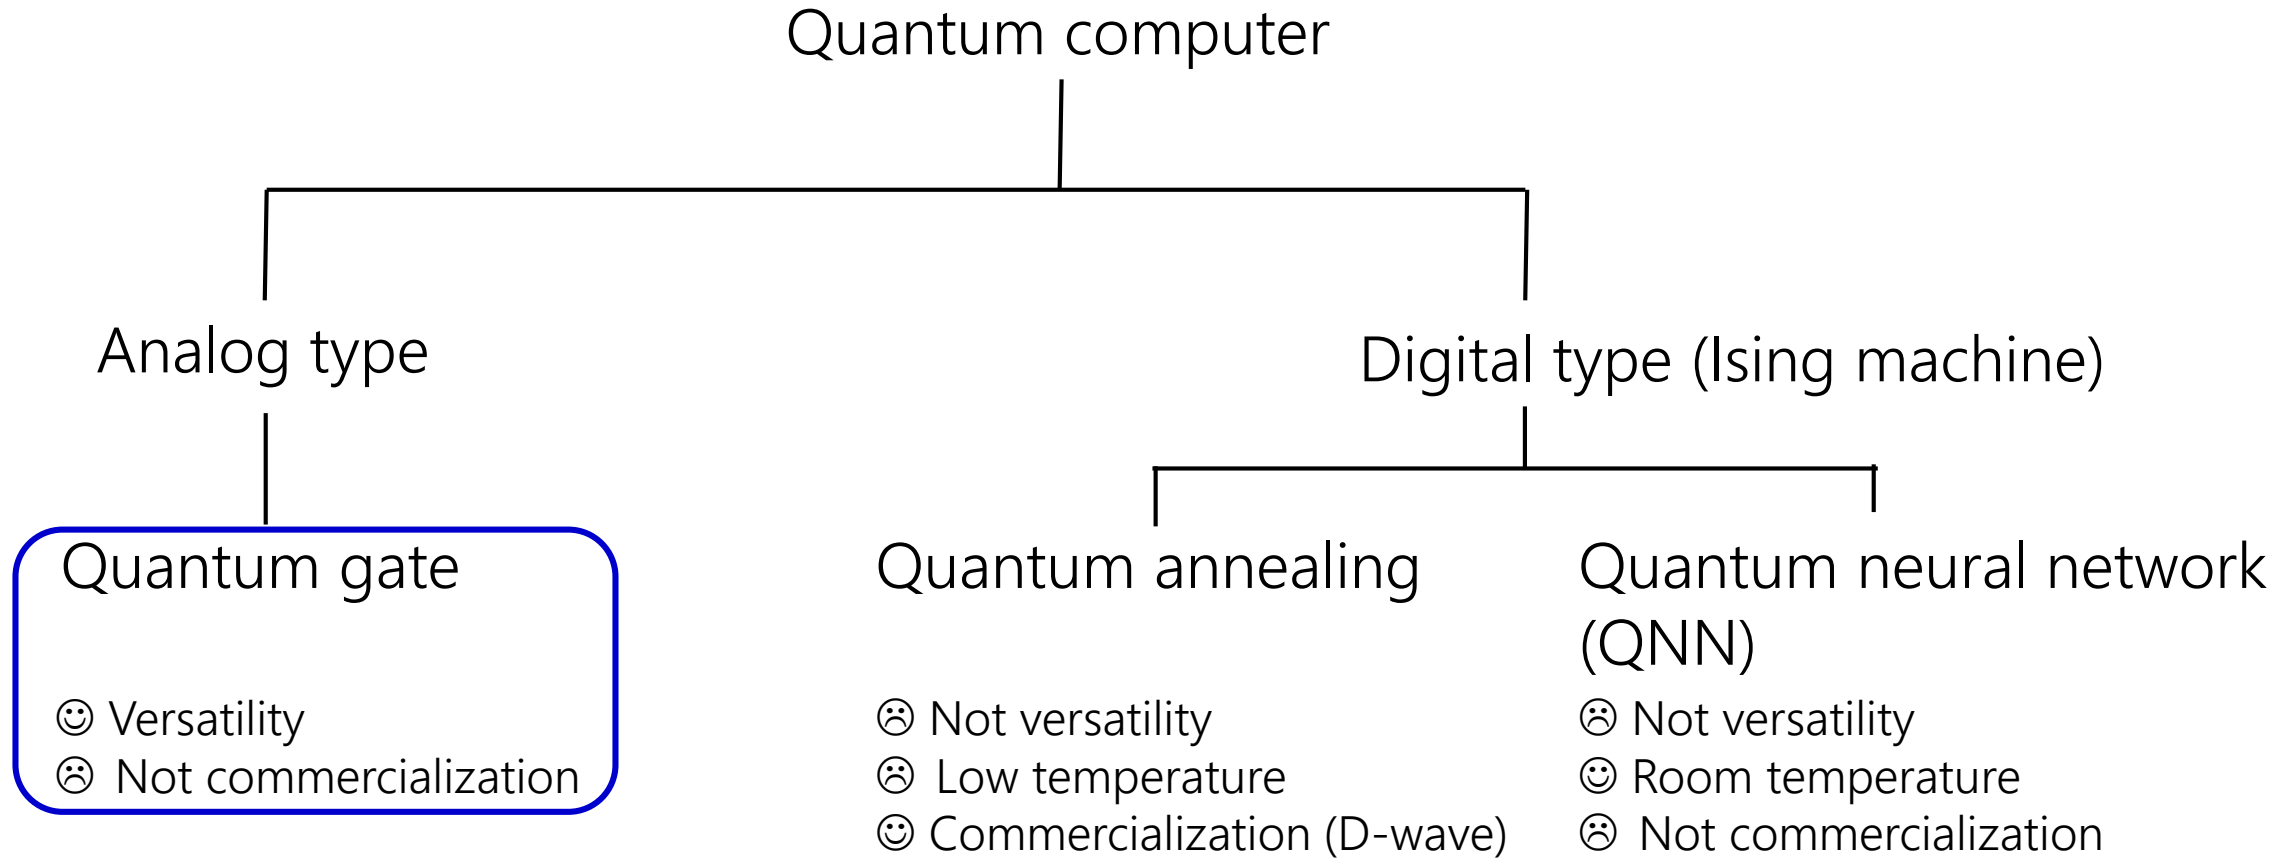 Quantum computer
Analog type
Digital type (Ising machine)
Quantum gate
☺ Versatility
☹ Not commercialization
Quantum annealing
☹ Not versatility
☹ Low temperature
☺ Commercialization (D-wave)
Quantum neural network
(QNN)
☹ Not versatility
☺ Room temperature
☹ Not commercialization